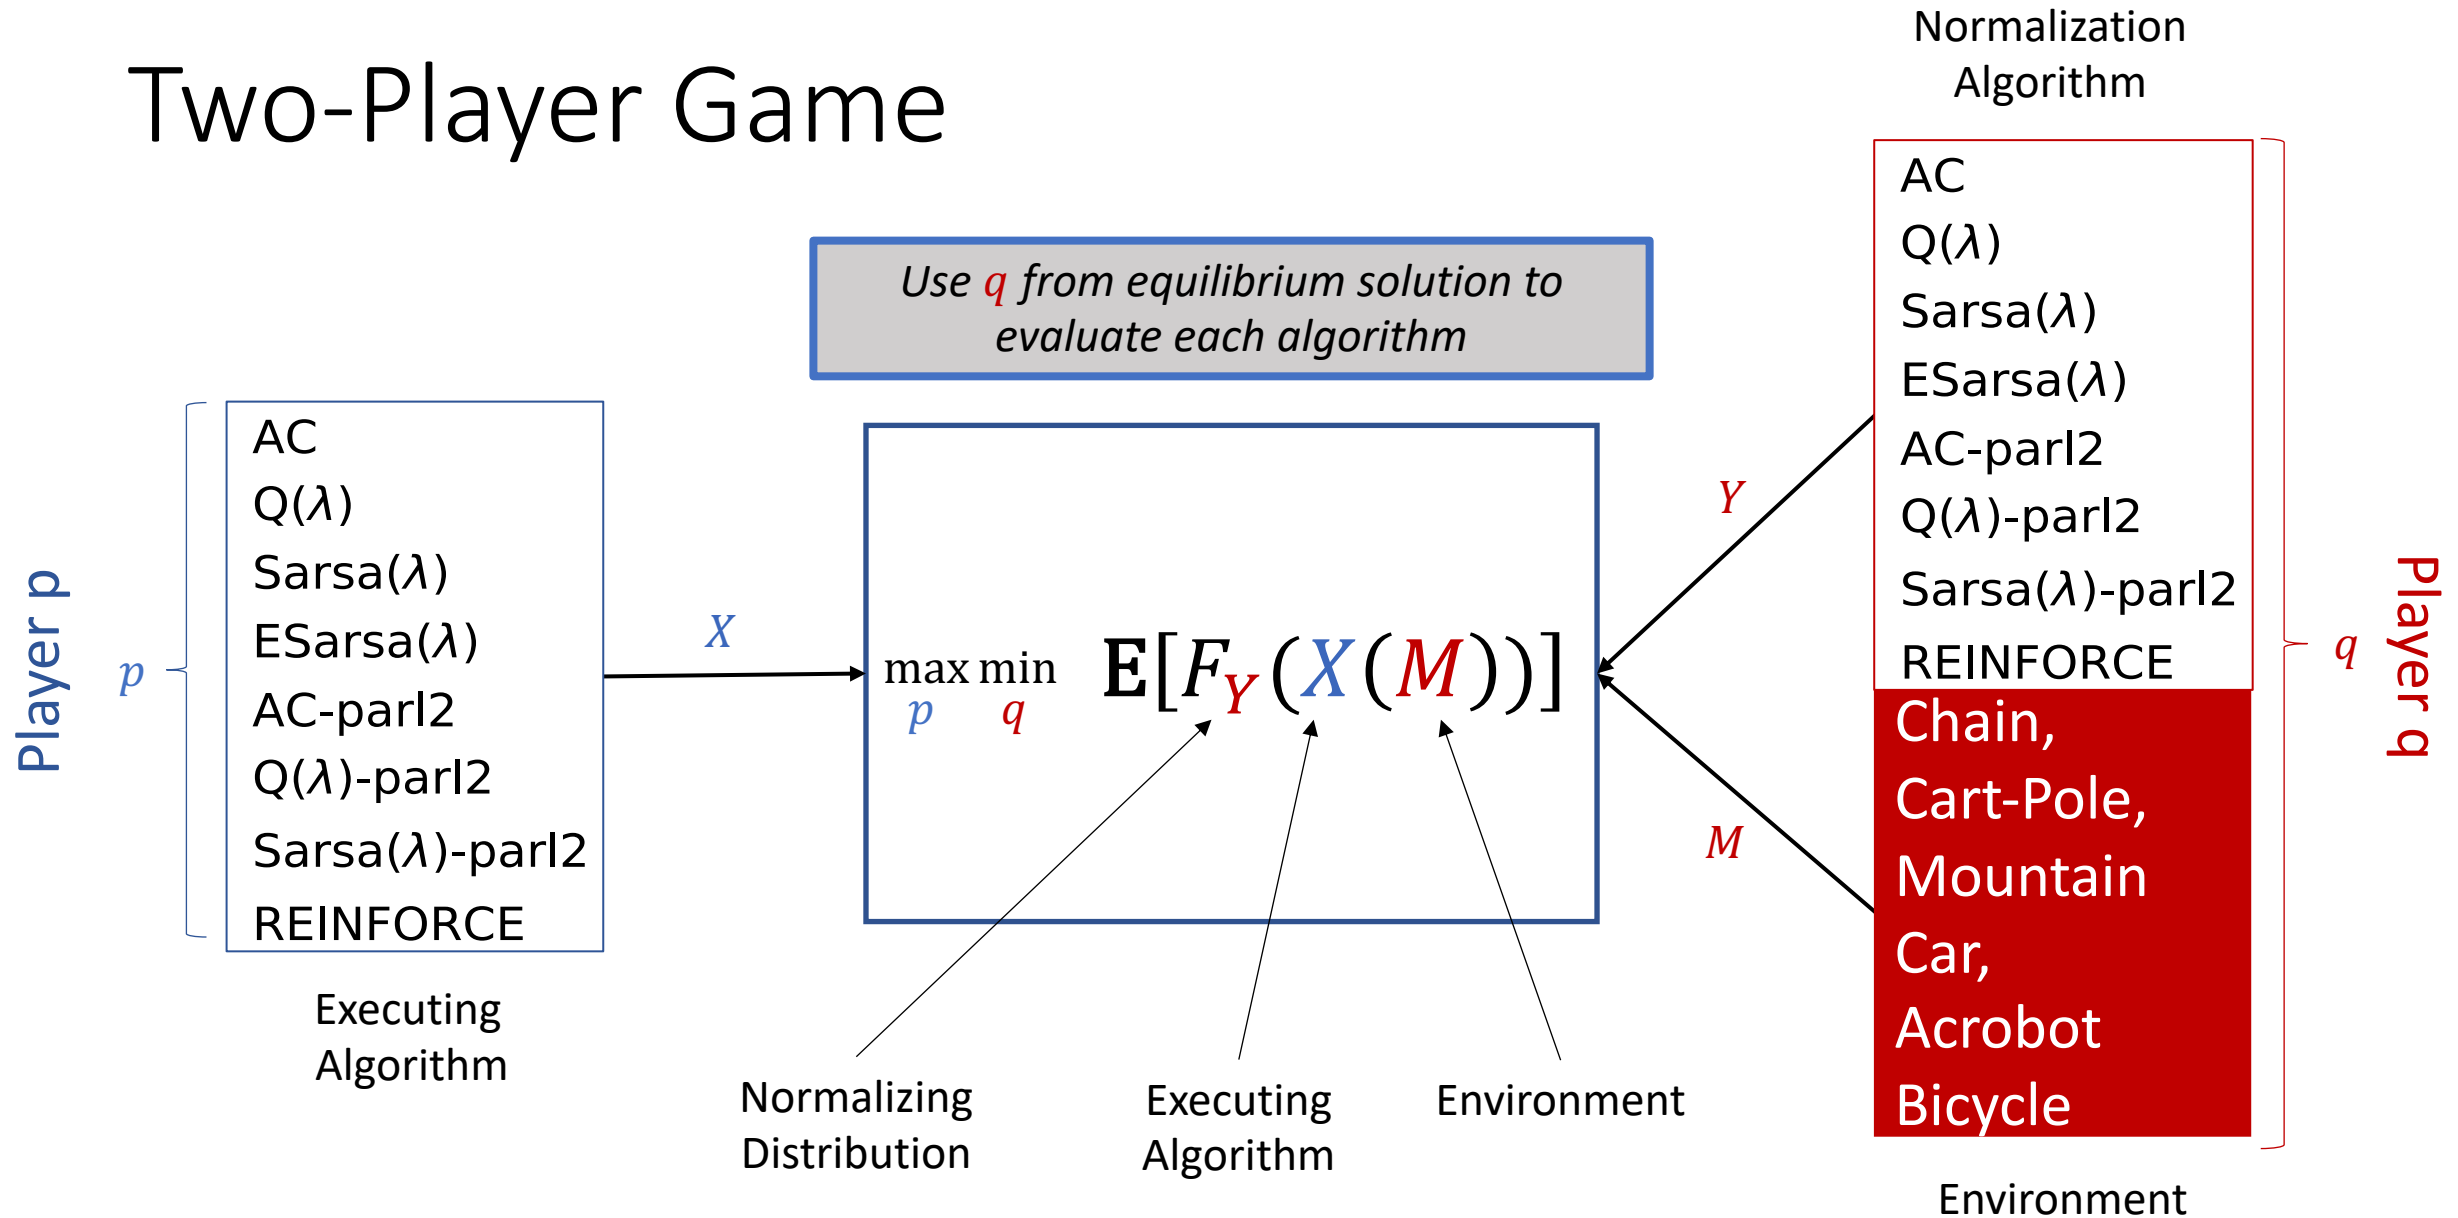 Two-Player Game
Use q from equilibrium solution to
evaluate each algorithm
Player p
p
AC
Q(λ)
Sarsa(λ)
ESarsa(λ)
AC-parl2
Q(λ)-parl2
Sarsa(λ)-parl2
REINFORCE
Executing
Algorithm
X
max min E[F_Y(X(M))]
p q
Normalizing
Distribution
Executing
Algorithm
Environment
Y
M
Normalization
Algorithm
AC
Q(λ)
Sarsa(λ)
ESarsa(λ)
AC-parl2
Q(λ)-parl2
Sarsa(λ)-parl2
REINFORCE
Chain,
Cart-Pole,
Mountain
Car,
Acrobot
Bicycle
Environment
q
Player q